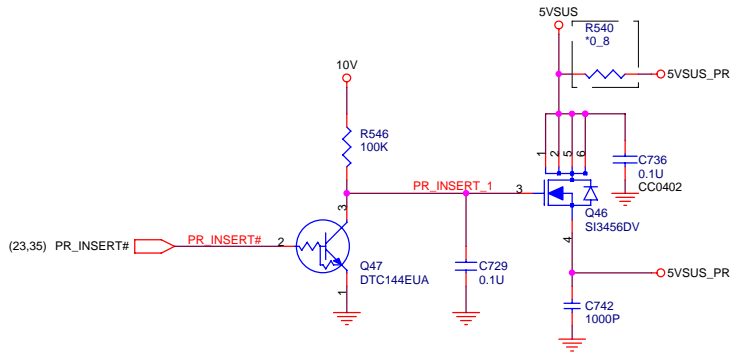 5VSUS
R540
*0_8
5VSUS_PR
10V
R546
100K
1
2
5
6
C736
0.1U
CC0402
PR_INSERT_1
3
3
Q46
SI3456DV
(23,35) PR_INSERT#
PR_INSERT#
2
4
Q47
DTC144EUA
C729
0.1U
5VSUS_PR
1
C742
1000P